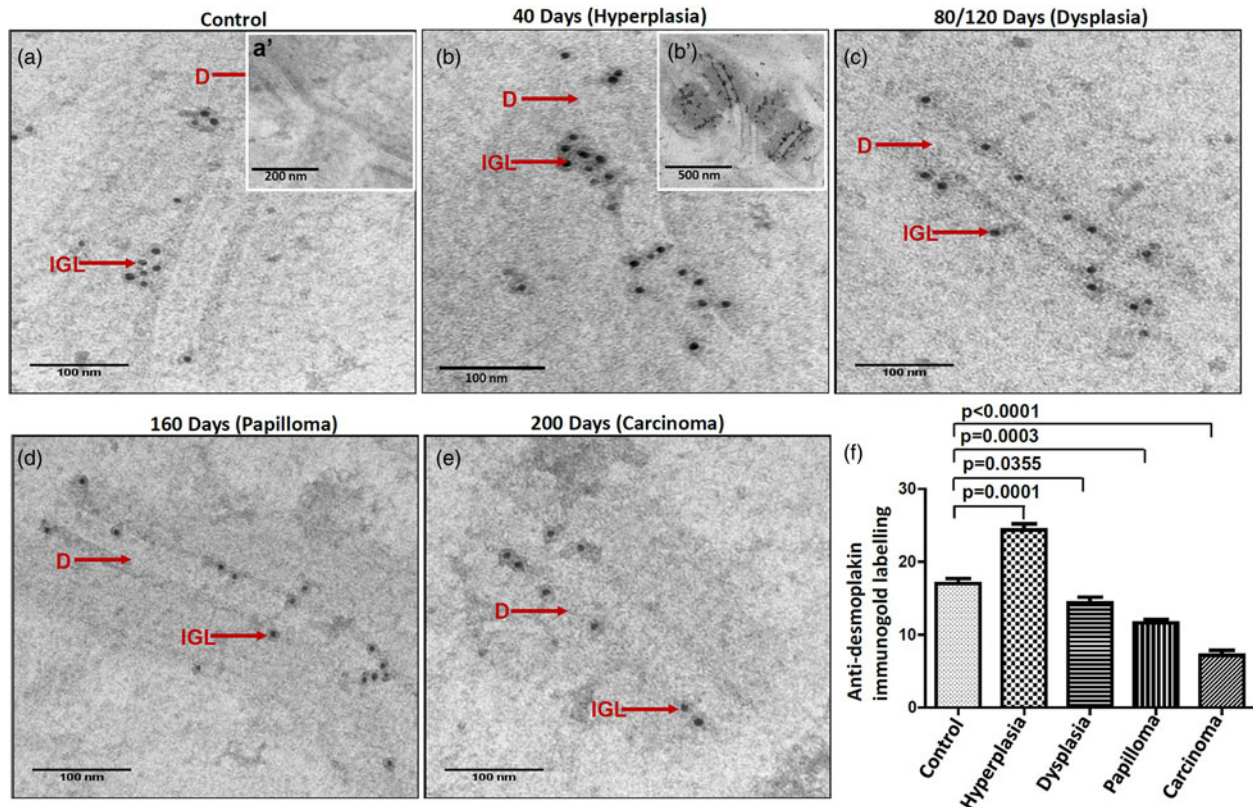 Control
40 Days (Hyperplasia)
80/120 Days (Dysplasia)
(a)
a'
D
IGL
200 nm
100 nm
(b)
(b')
D
IGL
500 nm
100 nm
(c)
D
IGL
100 nm
160 Days (Papilloma)
200 Days (Carcinoma)
(d)
D
IGL
100 nm
(e)
D
IGL
100 nm
(f)
p<0.0001
p=0.0003
p=0.0355
p=0.0001
30
20
10
0
Anti-desmoplakin
immunogold labelling
Control
Hyperplasia
Dysplasia
Papilloma
Carcinoma